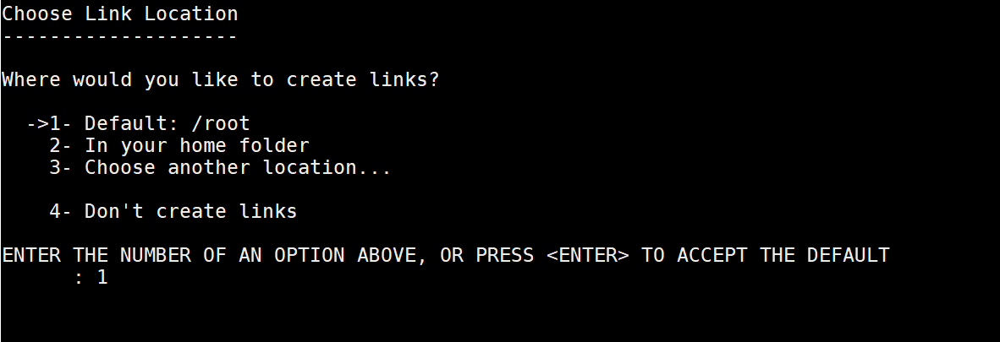 Choose Link Location
--------------------
Where would you like to create links?
->1- Default: /root
2- In your home folder
3- Choose another location...
4- Don't create links
ENTER THE NUMBER OF AN OPTION ABOVE, OR PRESS <ENTER> TO ACCEPT THE DEFAULT
: 1